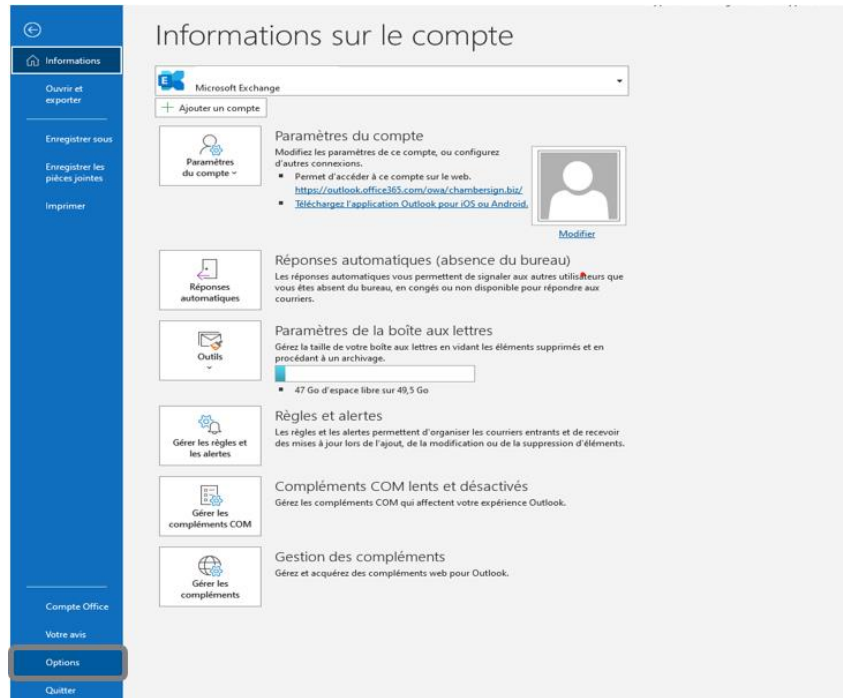 Informations sur le compte
Informations
Ouvrir et
exporter
Enregistrer sous
Enregistrer les
pièces jointes
Imprimer
Compte Office
Votre avis
Options
Quitter
E
Microsoft Exchange
Ajouter un compte
Paramètres
du compte
Paramètres du compte
Modifiez les paramètres de ce compte, ou configurez
d'autres connexions.
Permet d'accéder à ce compte sur le web.
https://outlook.office365.com/owa/chambersign.biz/
Téléchargez l'application Outlook pour iOS ou Android.
Modifier
Réponses
automatiques
Réponses automatiques (absence du bureau)
Les réponses automatiques vous permettent de signaler aux autres utilisateurs que
vous êtes absent du bureau, en congés ou non disponible pour répondre aux
courriers.
Outils
Paramètres de la boîte aux lettres
Gérez la taille de votre boîte aux lettres en vidant les éléments supprimés et en
procédant à un archivage.
47 Go d'espace libre sur 49,5 Go
Gérer les règles et
les alertes
Règles et alertes
Les règles et les alertes permettent d'organiser les courriers entrants et de recevoir
des mises à jour lors de l'ajout, de la modification ou de la suppression d'éléments.
Gérer les
compléments COM
Compléments COM lents et désactivés
Gérez les compléments COM qui affectent votre expérience Outlook.
Gérer les
compléments
Gestion des compléments
Gérez et acquérez des compléments web pour Outlook.